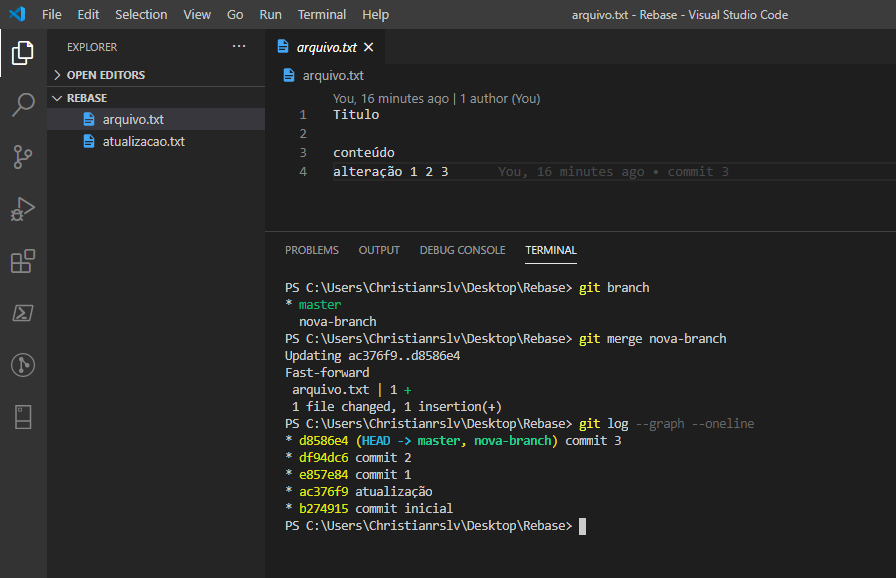 File Edit Selection View Go Run Terminal Help arquivo.txt - Rebase - Visual Studio Code
EXPLORER ...
OPEN EDITORS
REBASE
arquivo.txt
atualizacao.txt
arquivo.txt
arquivo.txt
You, 16 minutes ago | 1 author (You)
1 Titulo
2
3 conteúdo
4 alteração 1 2 3 You, 16 minutes ago • commit 3
PROBLEMS OUTPUT DEBUG CONSOLE TERMINAL
PS C:\Users\Christianrslv\Desktop\Rebase> git branch
* master
nova-branch
PS C:\Users\Christianrslv\Desktop\Rebase> git merge nova-branch
Updating ac376f9..d8586e4
Fast-forward
arquivo.txt | 1 +
1 file changed, 1 insertion(+)
PS C:\Users\Christianrslv\Desktop\Rebase> git log --graph --oneline
* d8586e4 (HEAD -> master, nova-branch) commit 3
* df94dc6 commit 2
* e857e84 commit 1
* ac376f9 atualização
* b274915 commit inicial
PS C:\Users\Christianrslv\Desktop\Rebase>